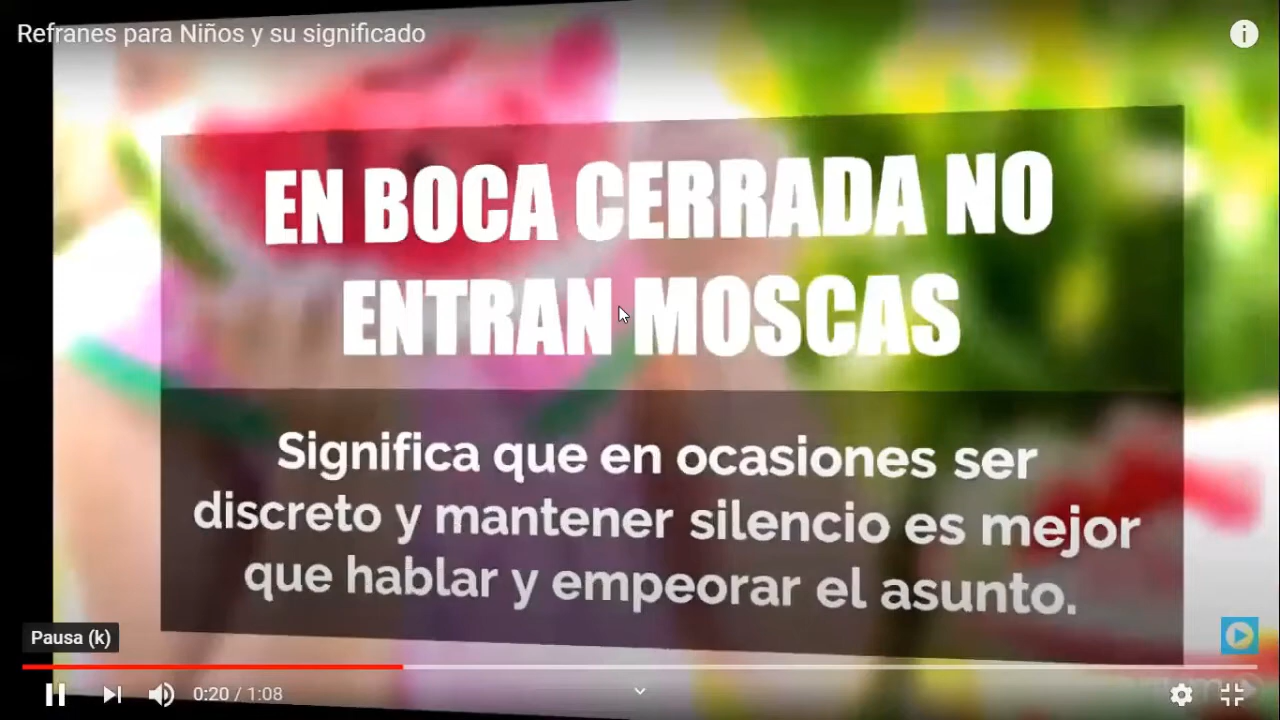 Refranes para Niños y su significado
EN BOCA CERRADA NO
ENTRAN MOSCAS
Significa que en ocasiones ser
discreto y mantener silencio es mejor
que hablar y empeorar el asunto.
Pausa (k)
0:20 / 1:08